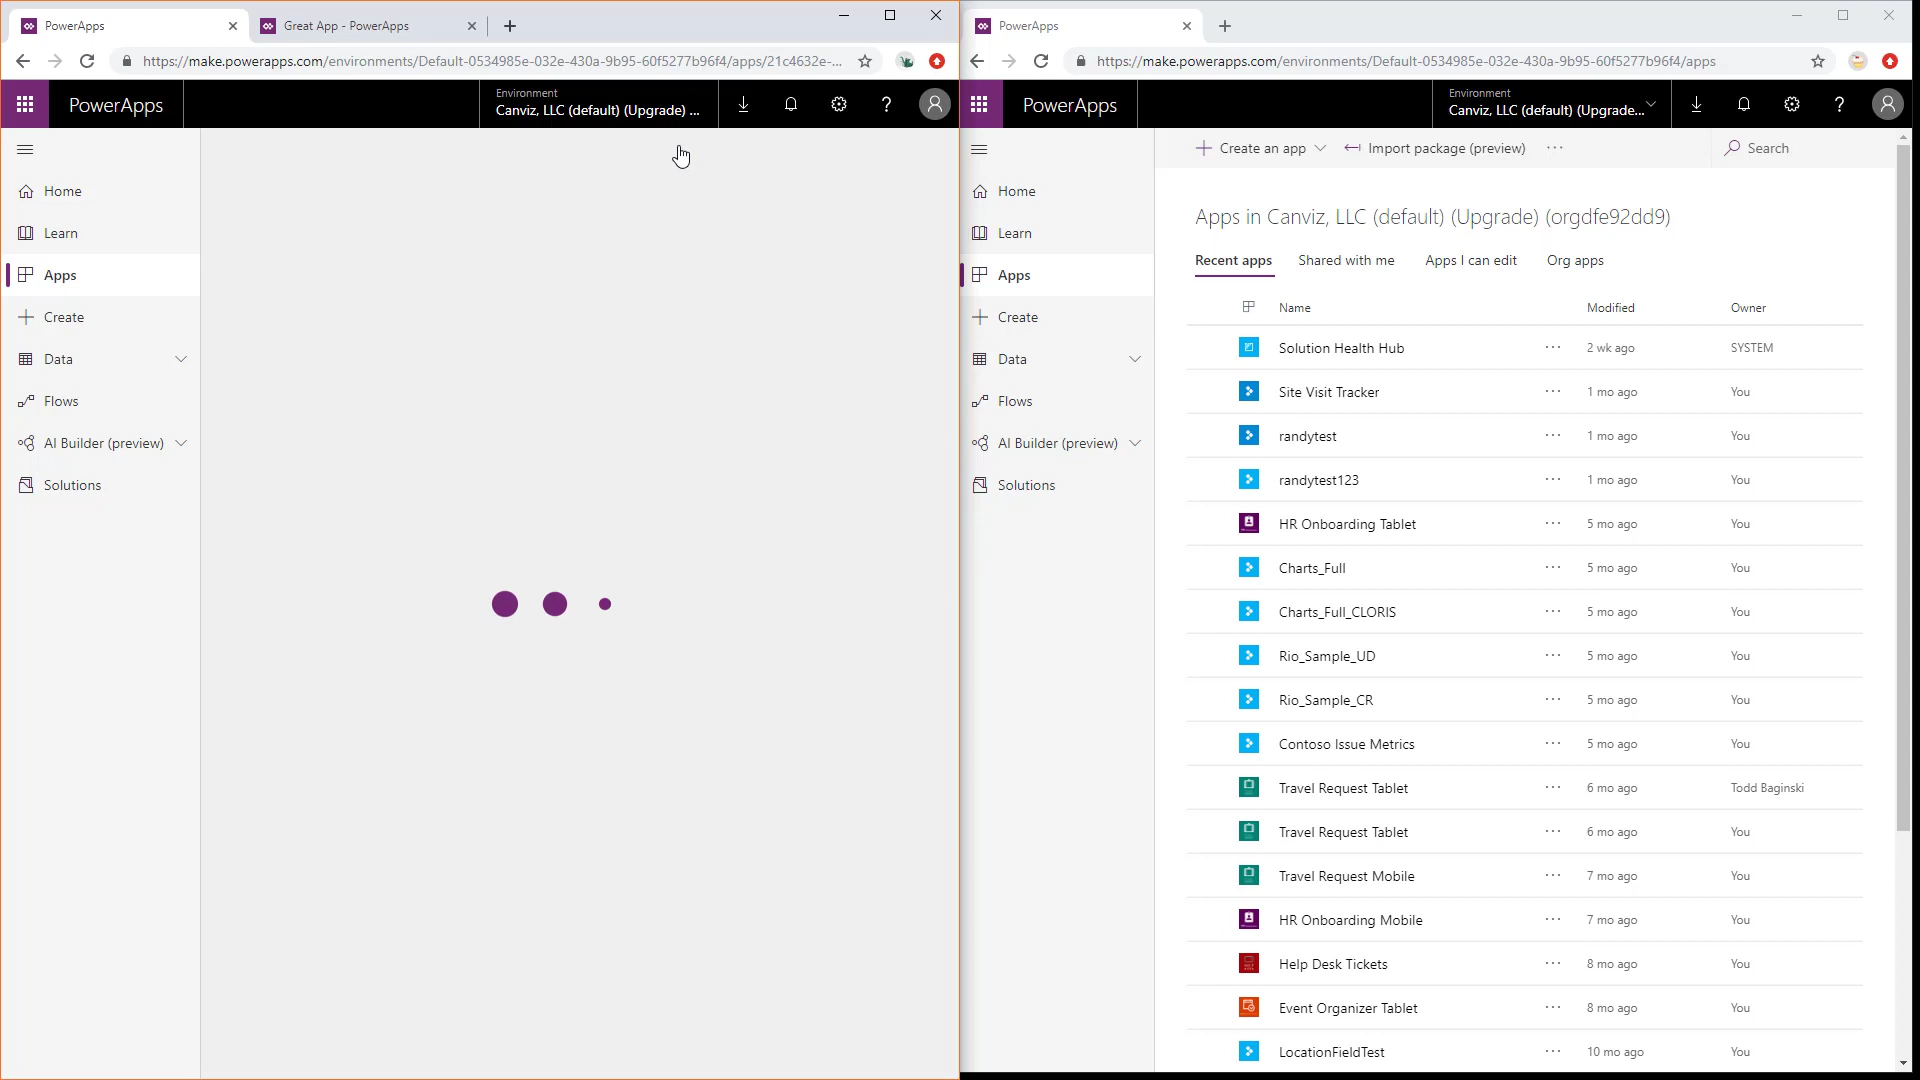 PowerApps
Great App - PowerApps
https://make.powerapps.com/environments/Default-0534985e-032e-430a-9b95-60f5277b96f4/apps/21c4632e-...
PowerApps
Environment
Canviz, LLC (default) (Upgrade) ...
Home
Learn
Apps
Create
Data
Flows
AI Builder (preview)
Solutions
PowerApps
https://make.powerapps.com/environments/Default-0534985e-032e-430a-9b95-60f5277b96f4/apps
PowerApps
Environment
Canviz, LLC (default) (Upgrade...
Home
Learn
Apps
Create
Data
Flows
AI Builder (preview)
Solutions
Create an app Import package (preview) ... Search
Apps in Canviz, LLC (default) (Upgrade) (orgdfe92dd9)
Recent apps Shared with me Apps I can edit Org apps
Name Modified Owner
Solution Health Hub ... 2 wk ago SYSTEM
Site Visit Tracker ... 1 mo ago You
randytest ... 1 mo ago You
randytest123 ... 1 mo ago You
HR Onboarding Tablet ... 5 mo ago You
Charts_Full ... 5 mo ago You
Charts_Full_CLORIS ... 5 mo ago You
Rio_Sample_UD ... 5 mo ago You
Rio_Sample_CR ... 5 mo ago You
Contoso Issue Metrics ... 5 mo ago You
Travel Request Tablet ... 6 mo ago Todd Baginski
Travel Request Tablet ... 6 mo ago You
Travel Request Mobile ... 7 mo ago You
HR Onboarding Mobile ... 7 mo ago You
Help Desk Tickets ... 8 mo ago You
Event Organizer Tablet ... 8 mo ago You
LocationFieldTest ... 10 mo ago You